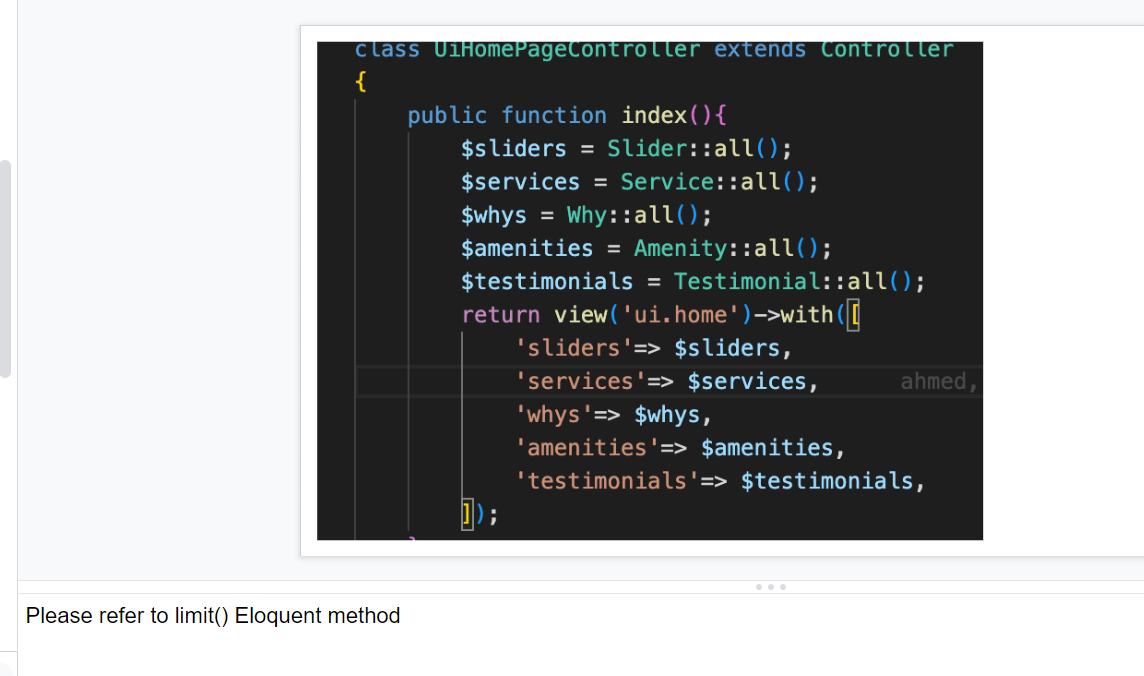 class UiHomePageController extends Controller
{
public function index(){
$sliders = Slider::all();
$services = Service::all();
$whys = Why::all();
$amenities = Amenity::all();
$testimonials = Testimonial::all();
return view('ui.home')->with([
'sliders'=> $sliders,
'services'=> $services, ahmed,
'whys'=> $whys,
'amenities'=> $amenities,
'testimonials'=> $testimonials,
]);
Please refer to limit() Eloquent method